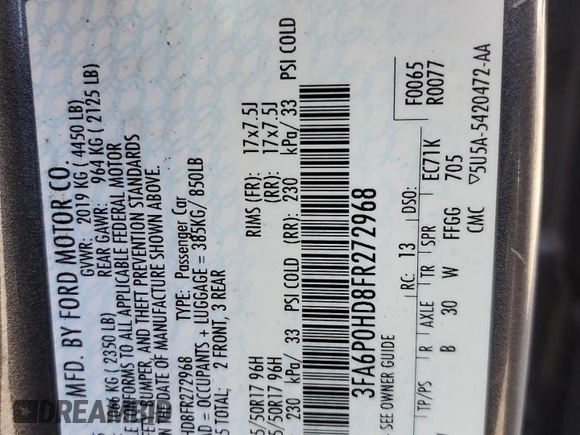 MFD. BY FORD MOTOR CO.
GVWR: 2019 KG ( 4450 LB)
KG ( 2350 LB) REAR GAWR: 964 KG ( 2125 LB)
CONFORMS TO ALL APPLICABLE FEDERAL MOTOR
BUMPER, AND THEFT PREVENTION STANDARDS
DATE OF MANUFACTURE SHOWN ABOVE.
HD8FR272968 TYPE: Passenger Car
= OCCUPANTS + LUGGAGE = 385KG/ 850LB
5 TOTAL, 2 FRONT, 3 REAR
5/50R17 96H RIMS (FR): 17x7.5J
5/50R17 96H (RR): 17x7.5J
230 kPa/ 33 PSI COLD (RR): 230 kPa/ 33 PSI COLD
3FA6P0HD8FR272968
F0065
R0077
SEE OWNER GUIDE
RC: 13 DSO:
EC71K
TP/PS R AXLE TR SPR
705
B 30 W FFGG
CMC ▽5U5A-5420472-AA
DREAMBID